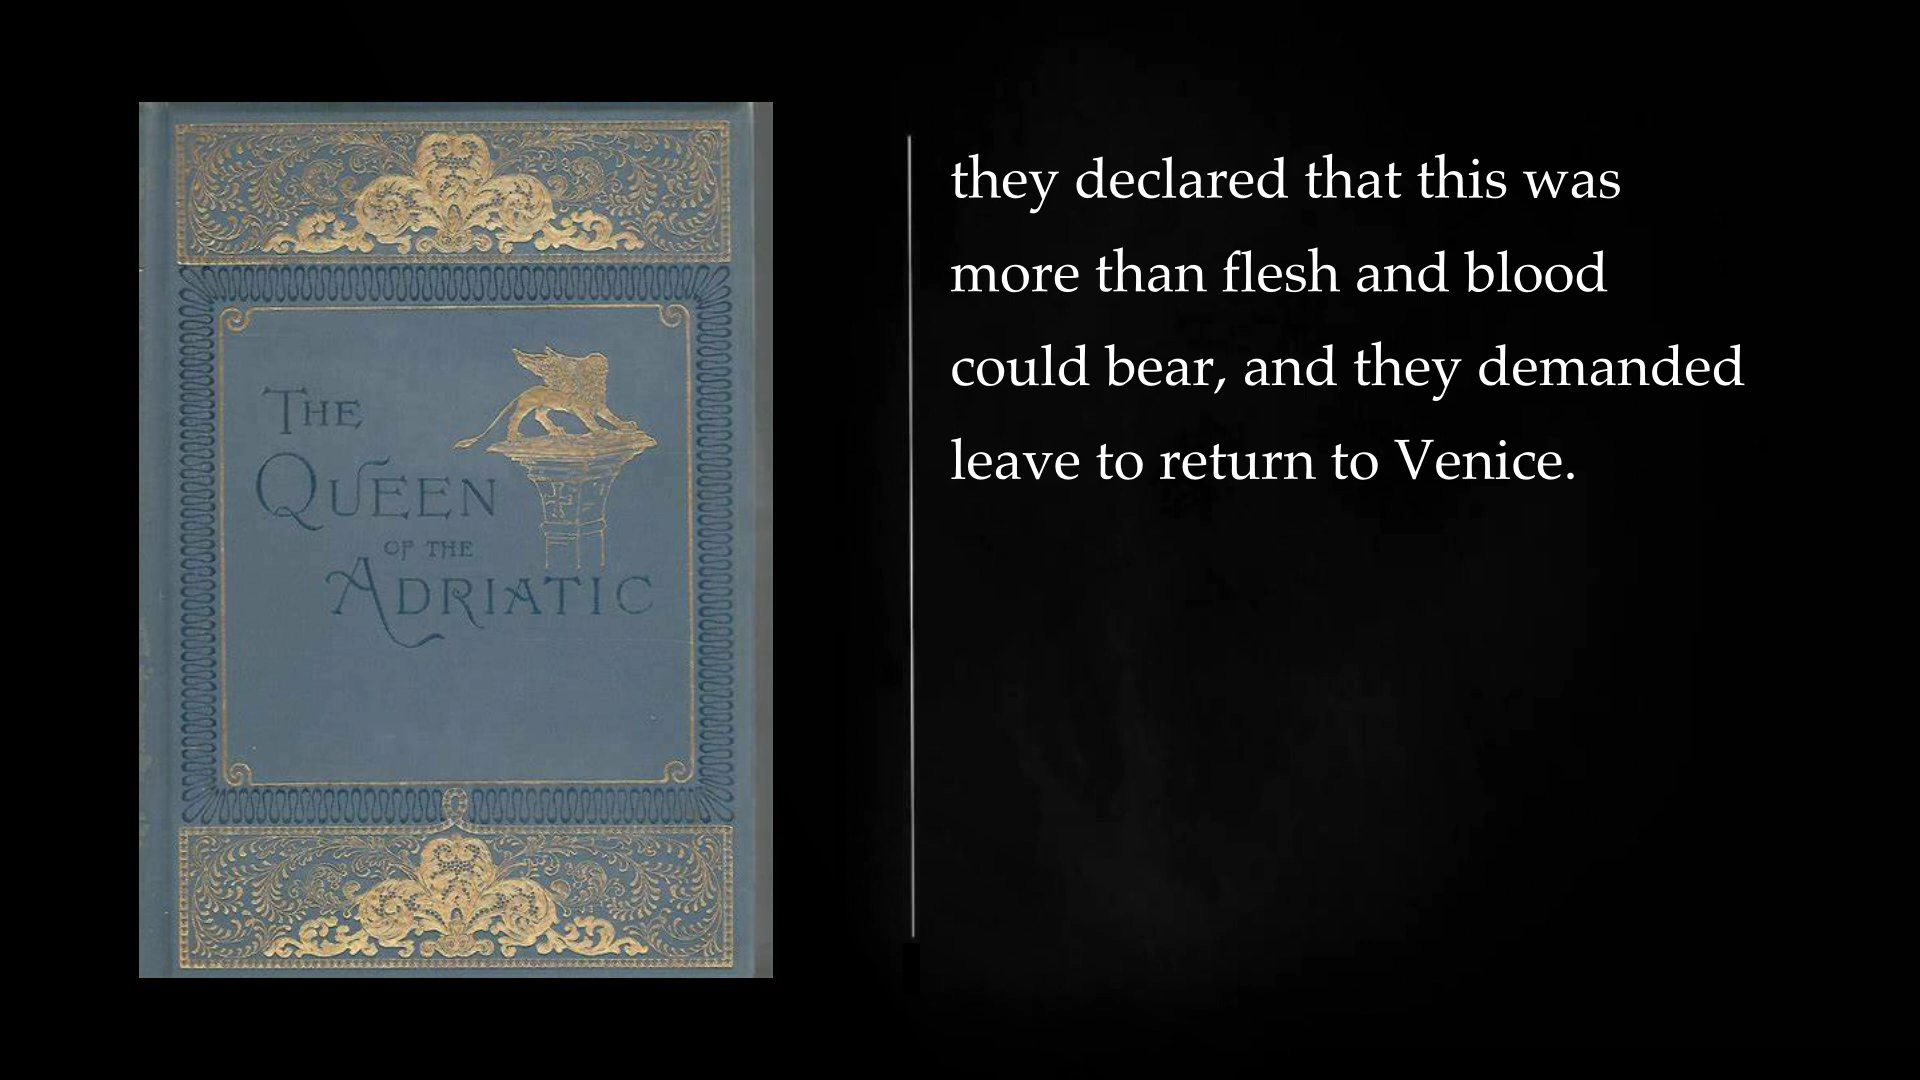 The
Queen
of the
Adriatic
they declared that this was
more than flesh and blood
could bear, and they demanded
leave to return to Venice.